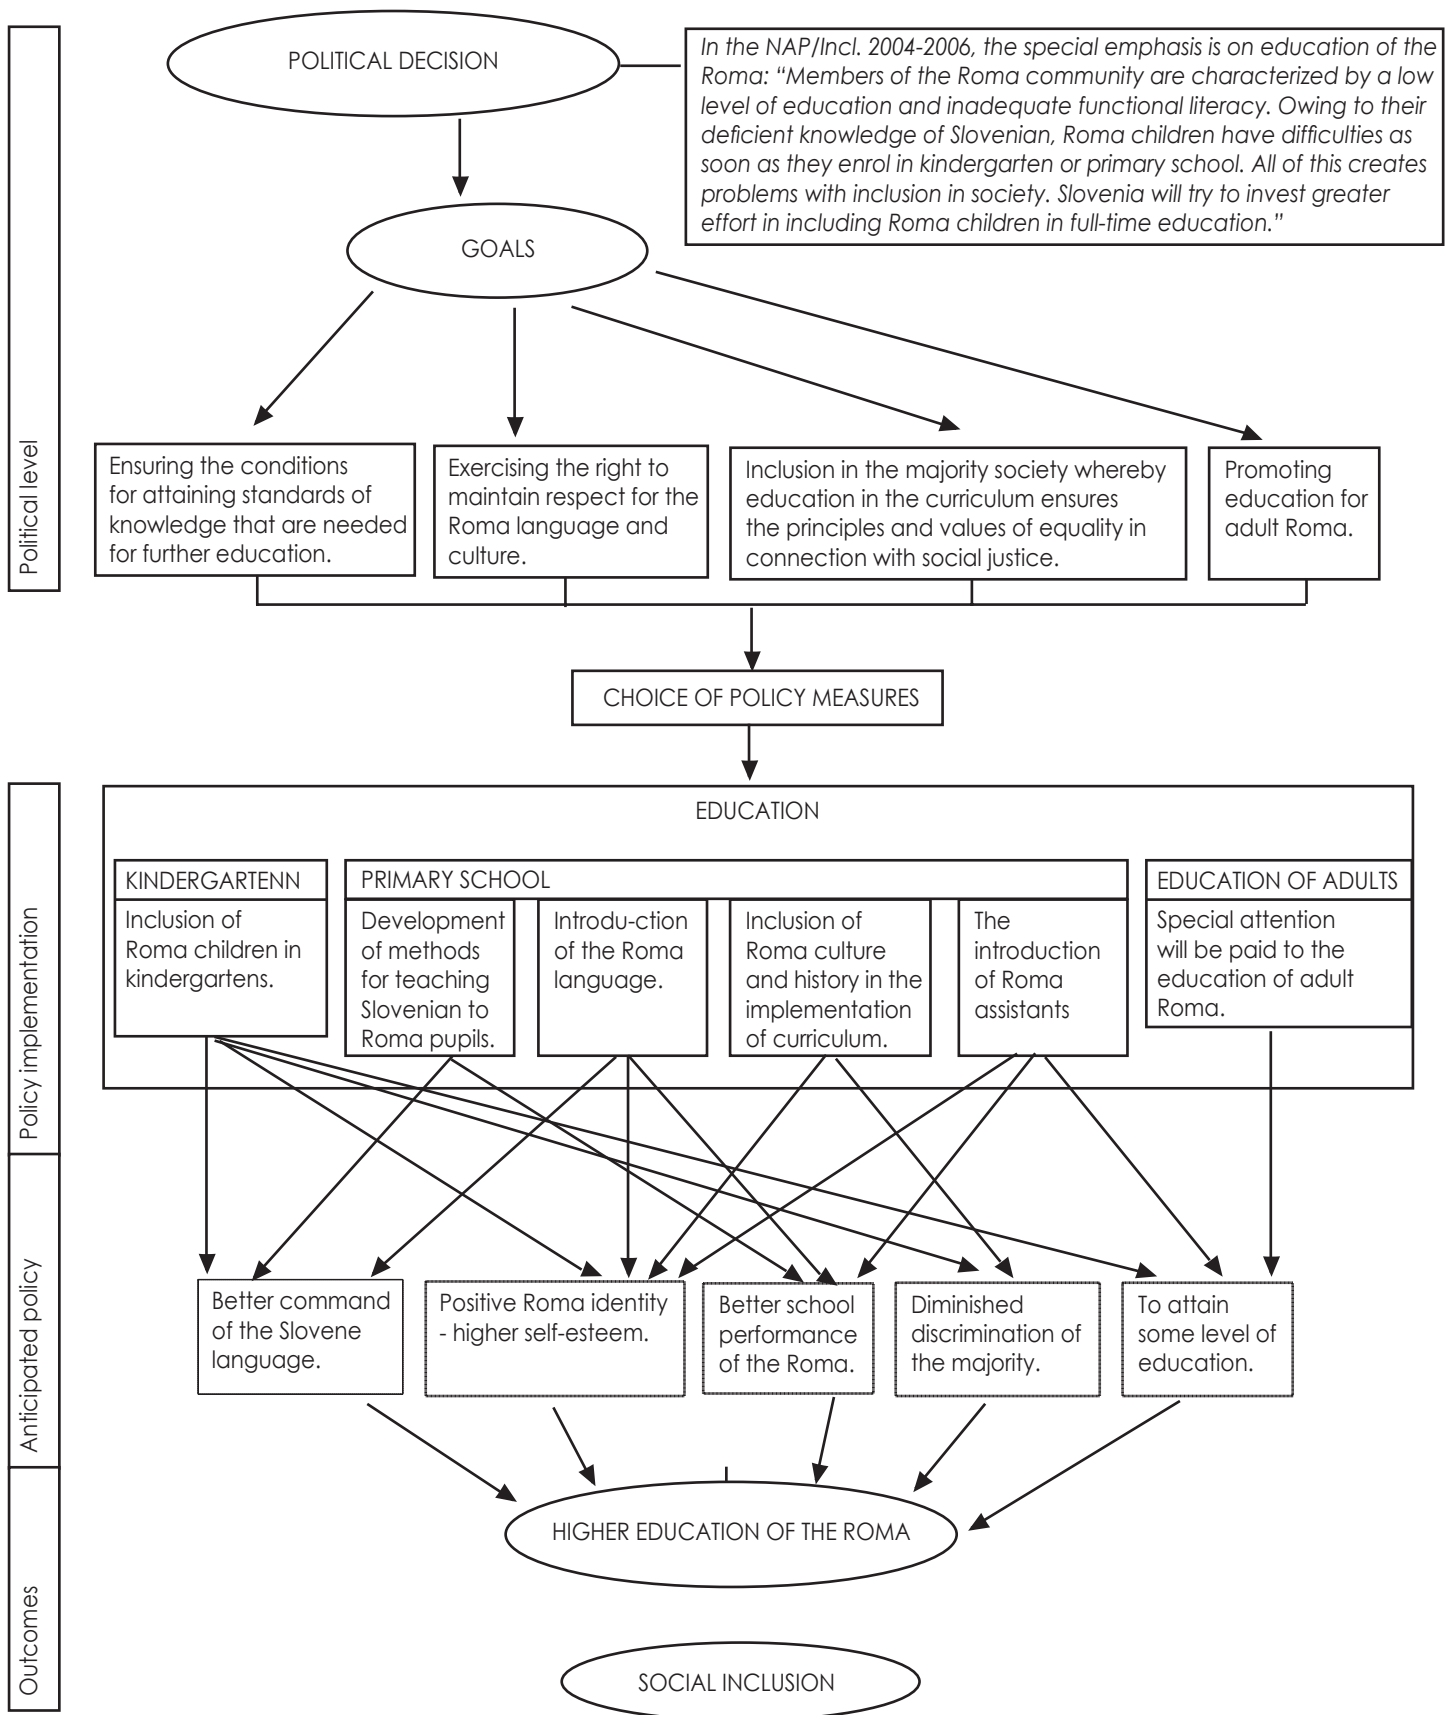 POLITICAL DECISION
In the NAP/Incl. 2004-2006, the special emphasis is on education of the
Roma: “Members of the Roma community are characterized by a low
level of education and inadequate functional literacy. Owing to their
deficient knowledge of Slovenian, Roma children have difficulties as
soon as they enrol in kindergarten or primary school. All of this creates
problems with inclusion in society. Slovenia will try to invest greater
effort in including Roma children in full-time education.”
GOALS
Political level
Ensuring the conditions
for attaining standards of
knowledge that are needed
for further education.
Exercising the right to
maintain respect for the
Roma language and
culture.
Inclusion in the majority society whereby
education in the curriculum ensures
the principles and values of equality in
connection with social justice.
Promoting
education for
adult Roma.
CHOICE OF POLICY MEASURES
Policy implementation
EDUCATION
KINDERGARTENN
Inclusion of
Roma children in
kindergartens.
PRIMARY SCHOOL
Development
of methods
for teaching
Slovenian to
Roma pupils.
Introdu-ction
of the Roma
language.
Inclusion of
Roma culture
and history in the
implementation
of curriculum.
The
introduction
of Roma
assistants
EDUCATION OF ADULTS
Special attention
will be paid to the
education of adult
Roma.
Anticipated policy
Better command
of the Slovene
language.
Positive Roma identity
- higher self-esteem.
Better school
performance
of the Roma.
Diminished
discrimination of
the majority.
To attain
some level of
education.
Outcomes
HIGHER EDUCATION OF THE ROMA
SOCIAL INCLUSION